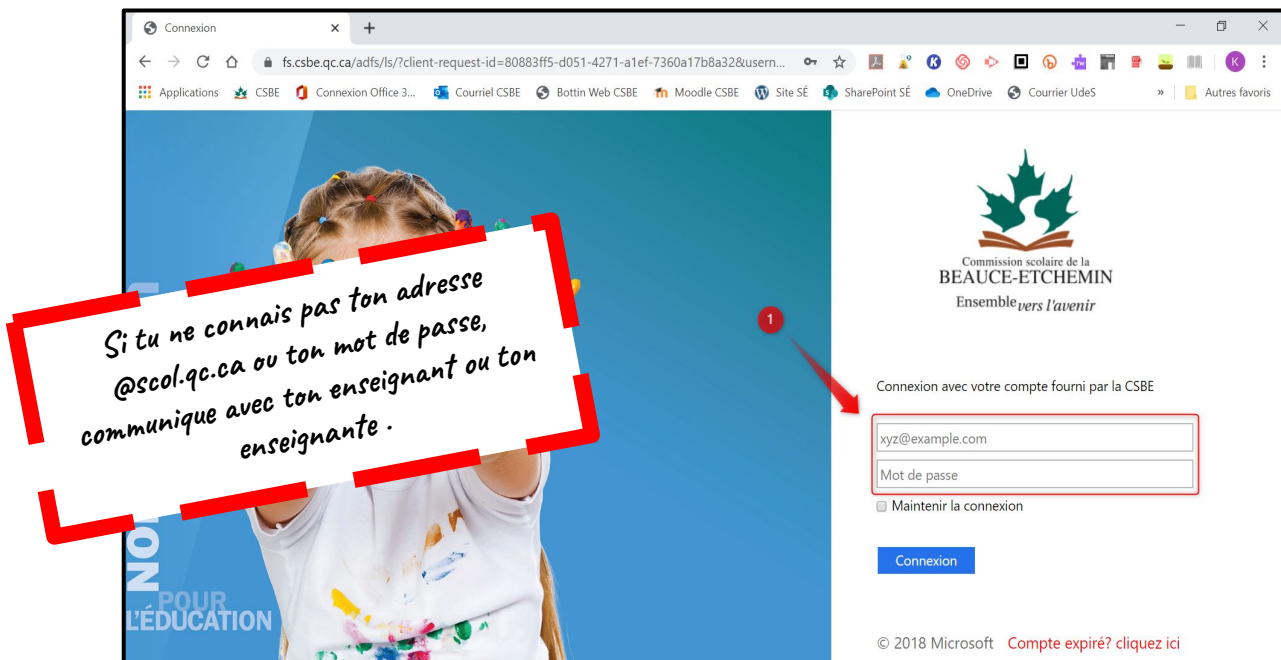 Connexion
fs.csbe.qc.ca/adfs/ls/?client-request-id=80883ff5-d051-4271-a1ef-7360a17b8a32&usern...
K
Applications CSBE Connexion Office 3... Courriel CSBE Bottin Web CSBE Moodle CSBE Site SÉ SharePoint SÉ OneDrive Courrier UdeS » Autres favoris
Si tu ne connais pas ton adresse
@scol.qc.ca ou ton mot de passe,
communique avec ton enseignant ou ton
enseignante.
POUR
L'ÉDUCATION
Commission scolaire de la
BEAUCE-ETCHEMIN
Ensemble vers l'avenir
1
Connexion avec votre compte fourni par la CSBE
xyz@example.com
Mot de passe
Maintenir la connexion
Connexion
© 2018 Microsoft Compte expiré? cliquez ici